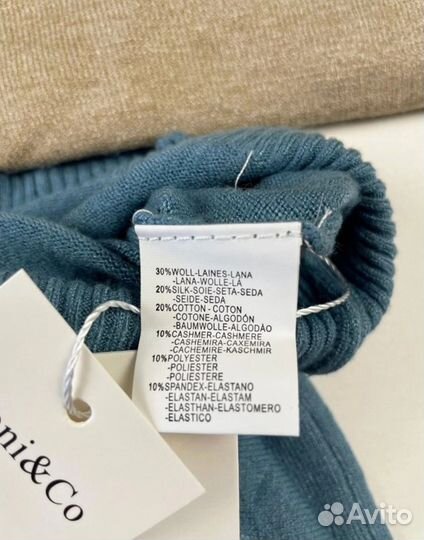 30%WOLL-LAINES-LANA
-LANA-WOLLE-LÀ
20%SILK-SOIE-SETA-SEDA
-SEIDE-SEDA
20%COTTON - COTON
-COTONE-ALGODÓN
-BAUMWOLLE-ALGODÃO
10%CASHMER-CASHMERE
-CASHEMIRA-CAXEMIRA
-CACHEMIRE-KASCHMIR
10%POLYESTER
-POLIESTER
-POLIESTERE
10%SPANDEX-ELASTANO
-ELASTAN-ELASTAM
-ELASTHAN-ELASTOMERO
-ELASTICO
oni&Co
Avito